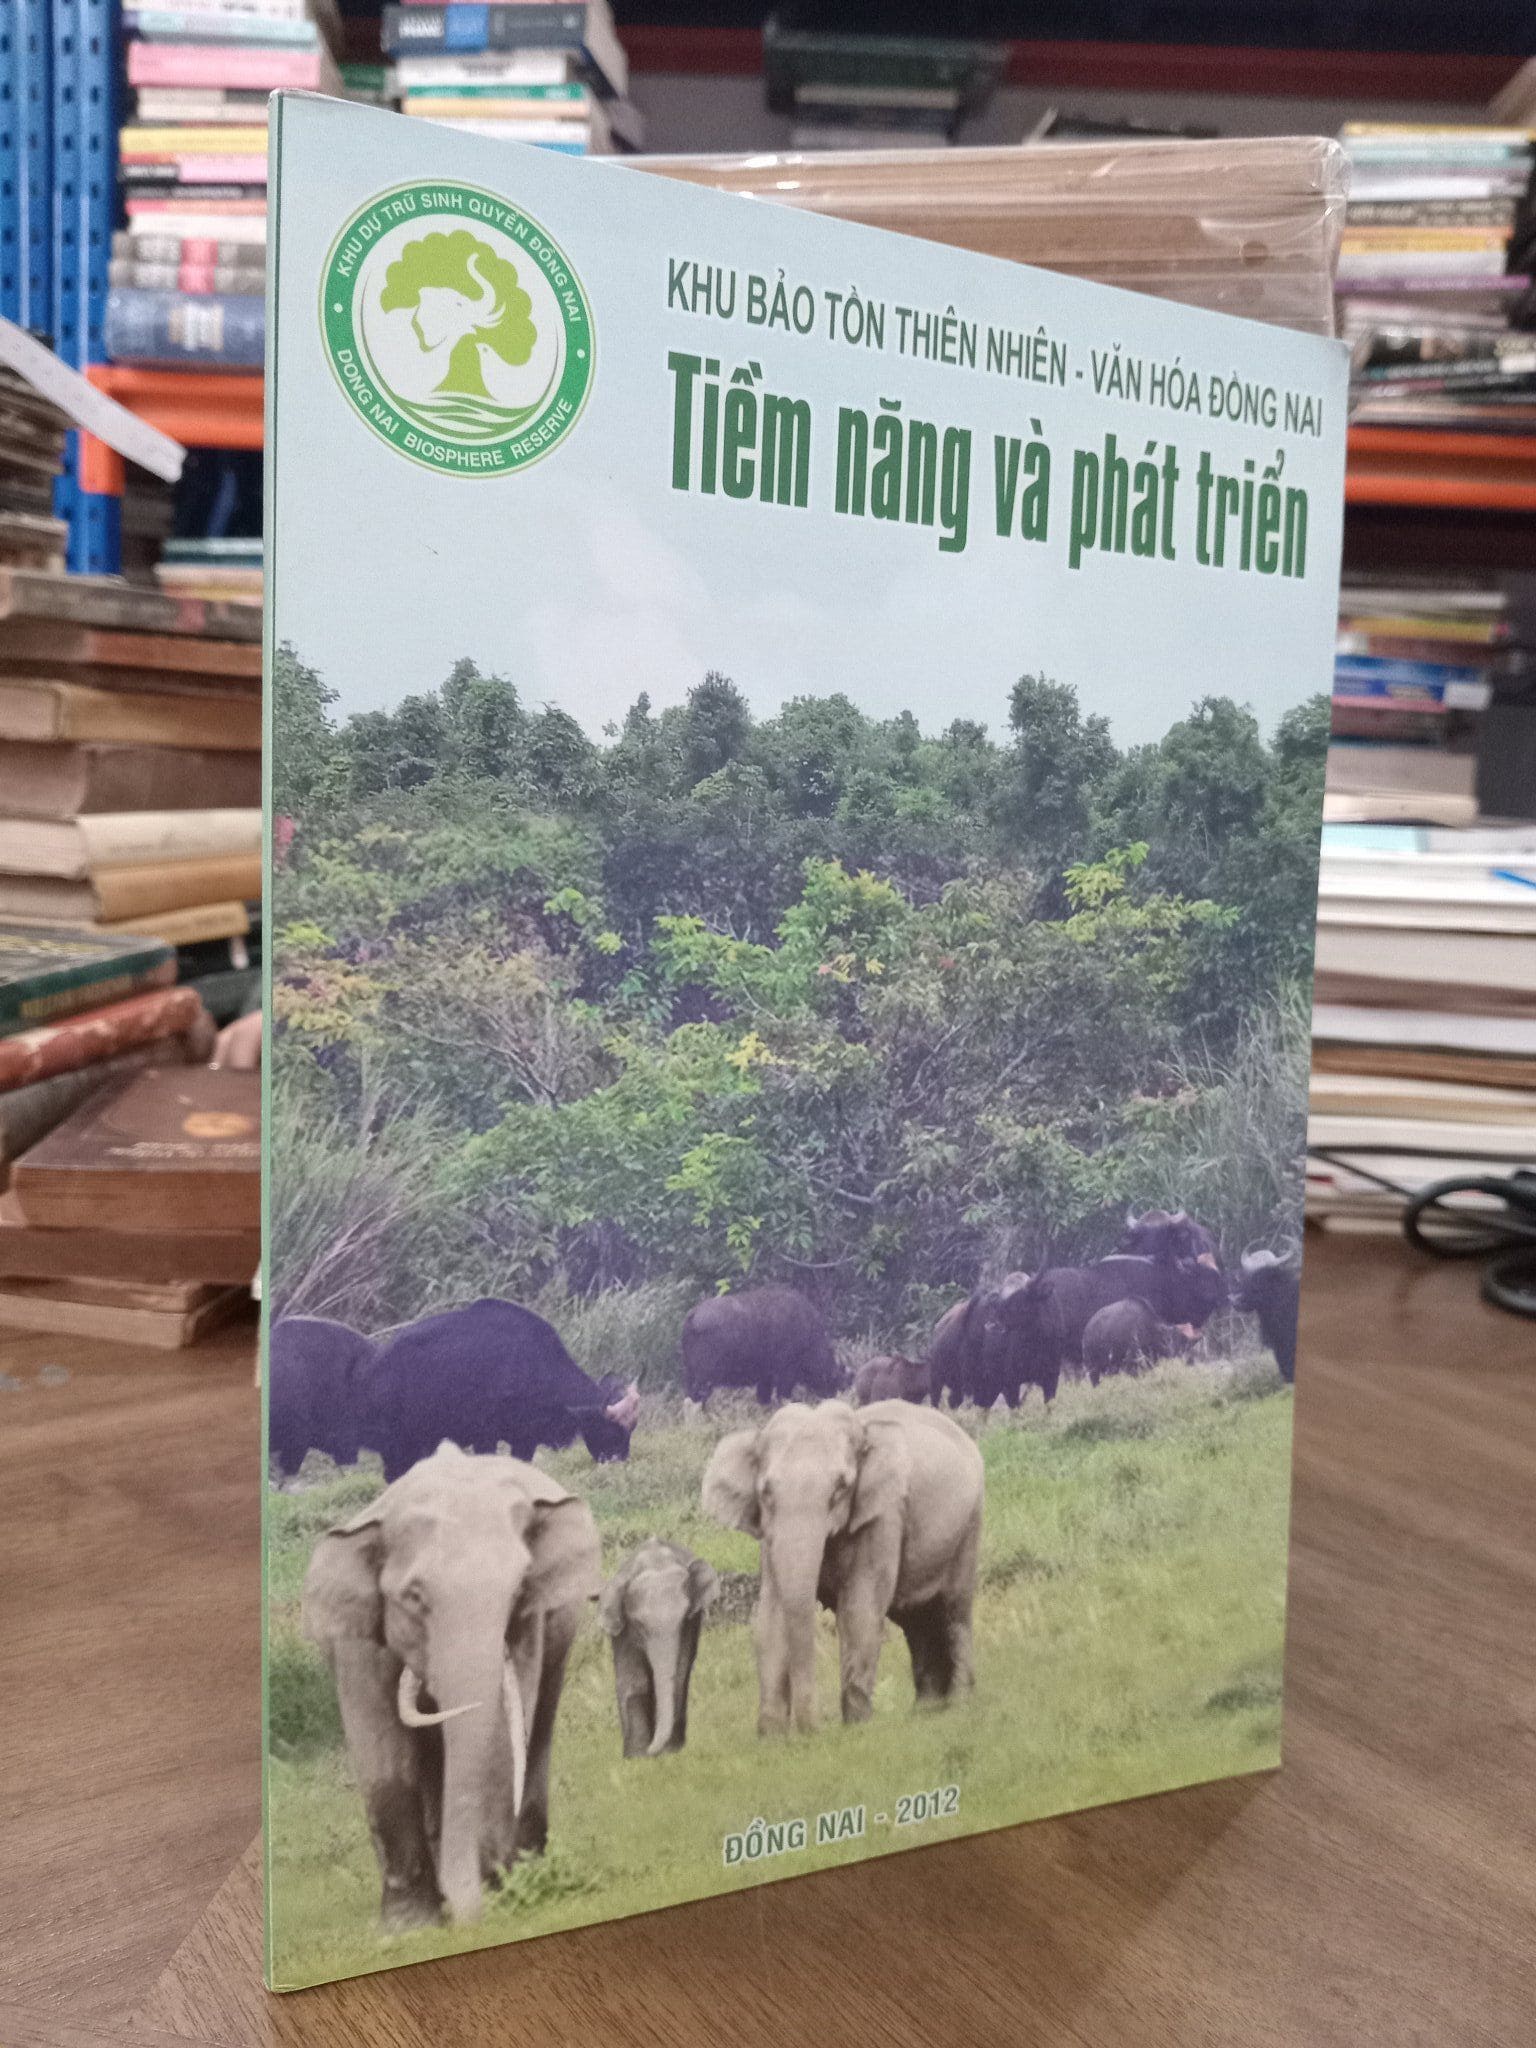 KHU DỰ TRỮ SINH QUYỂN ĐỒNG NAI
DONG NAI BIOSPHERE RESERVE
KHU BẢO TỒN THIÊN NHIÊN - VĂN HÓA ĐỒNG NAI
Tiềm năng và phát triển
ĐỒNG NAI - 2012